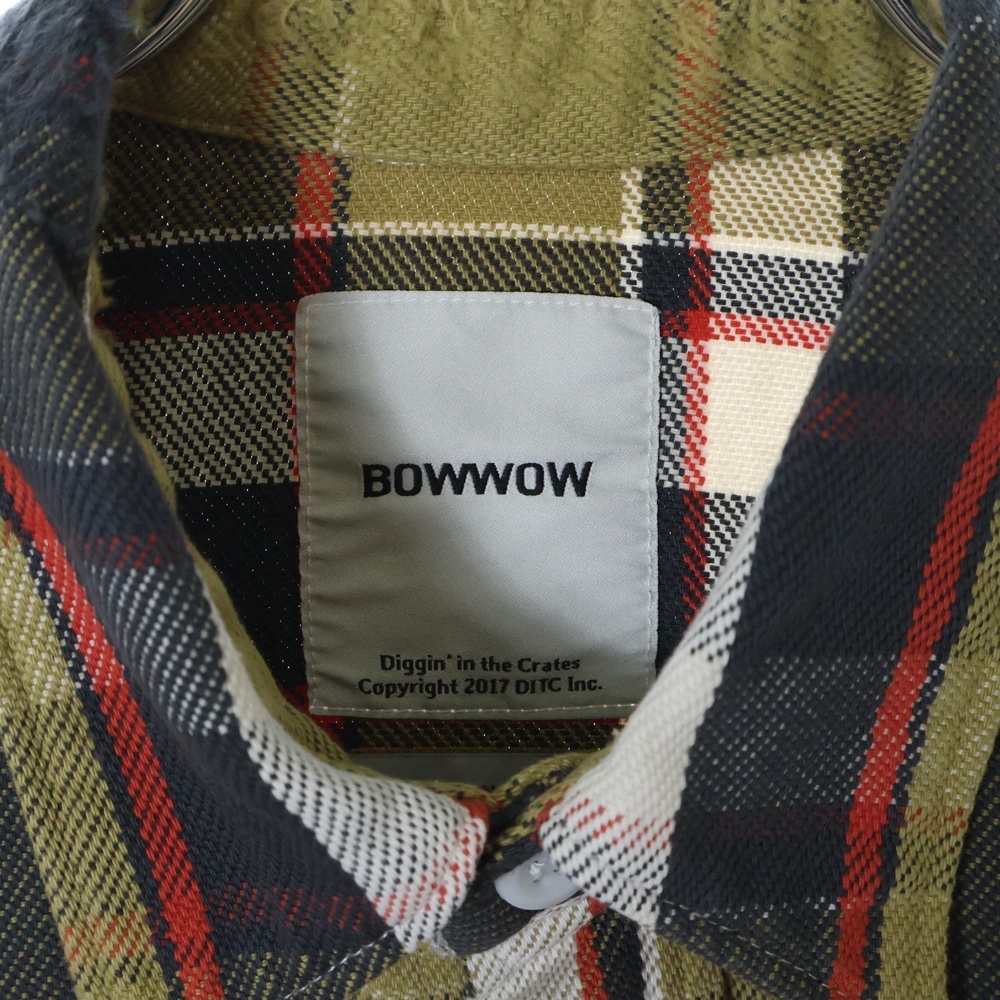 BOWWOW
Diggin' in the Crates
Copyright 2017 DITC Inc.